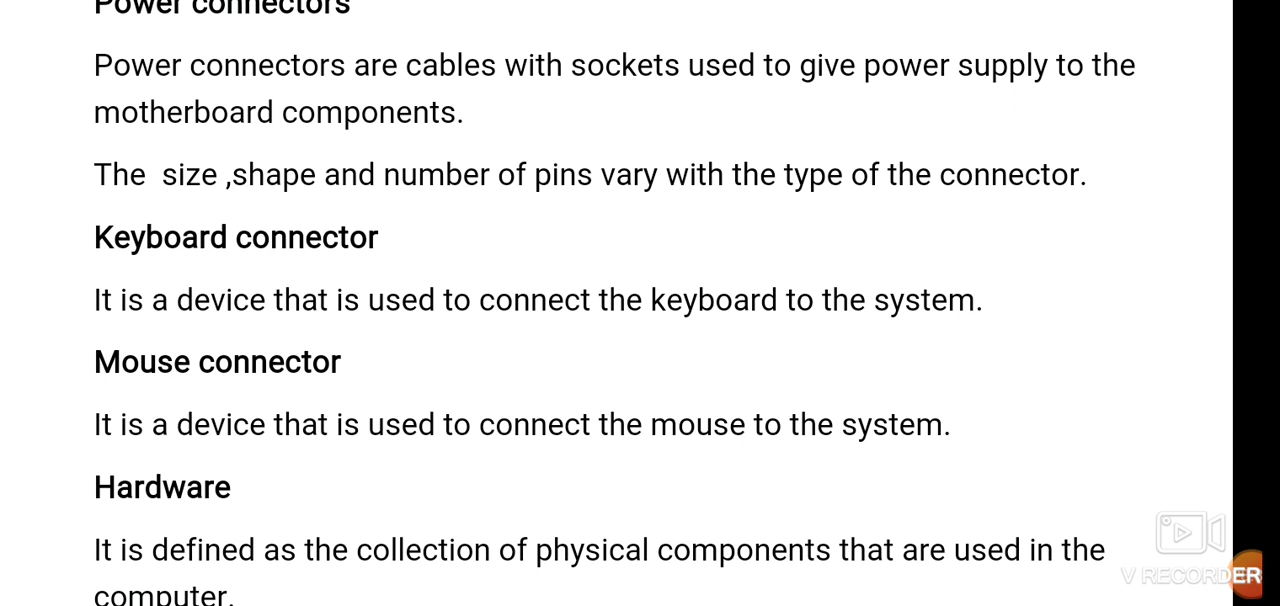 Power connectors
Power connectors are cables with sockets used to give power supply to the
motherboard components.
The  size ,shape and number of pins vary with the type of the connector.
Keyboard connector
It is a device that is used to connect the keyboard to the system.
Mouse connector
It is a device that is used to connect the mouse to the system.
Hardware
It is defined as the collection of physical components that are used in the
computer.
V RECORDER